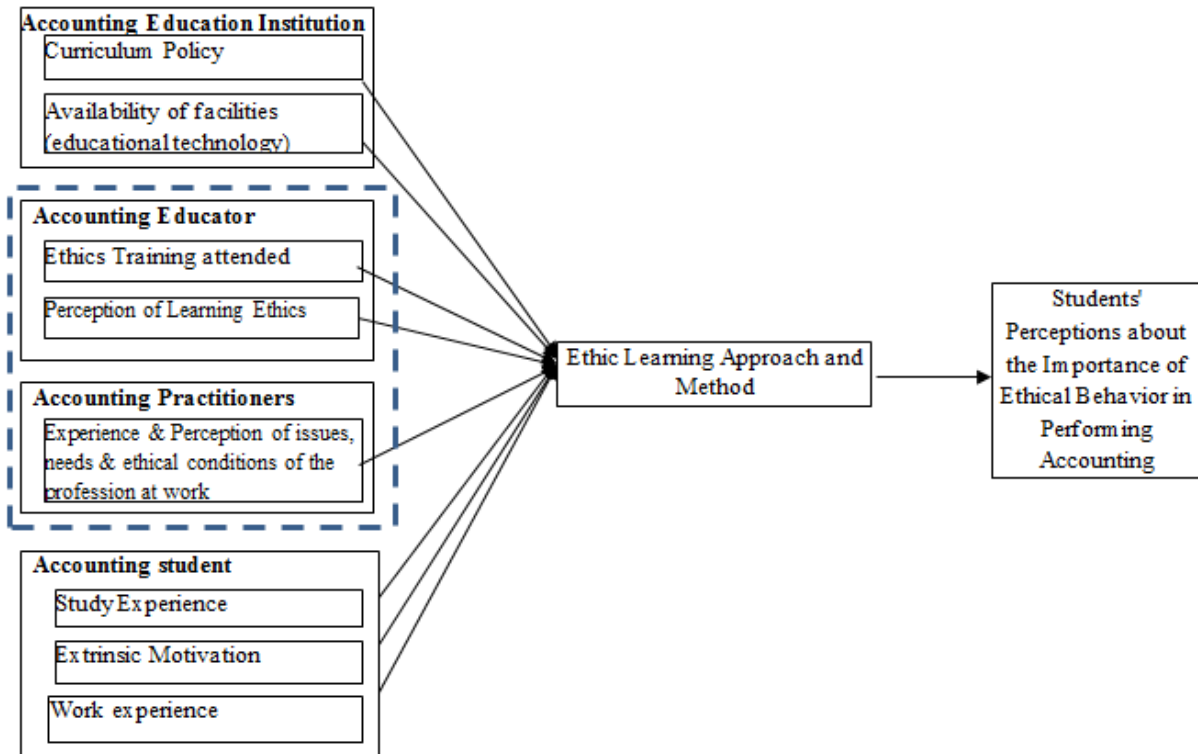 Accounting Education Institution
Curriculum Policy
Availability of facilities
(educational technology)
Accounting Educator
Ethics Training attended
Perception of Learning Ethics
Accounting Practitioners
Experience & Perception of issues,
needs & ethical conditions of the
profession at work
Accounting student
Study Experience
Extrinsic Motivation
Work experience
Ethic Learning Approach and
Method
Students'
Perceptions about
the Importance of
Ethical Behavior in
Performing
Accounting